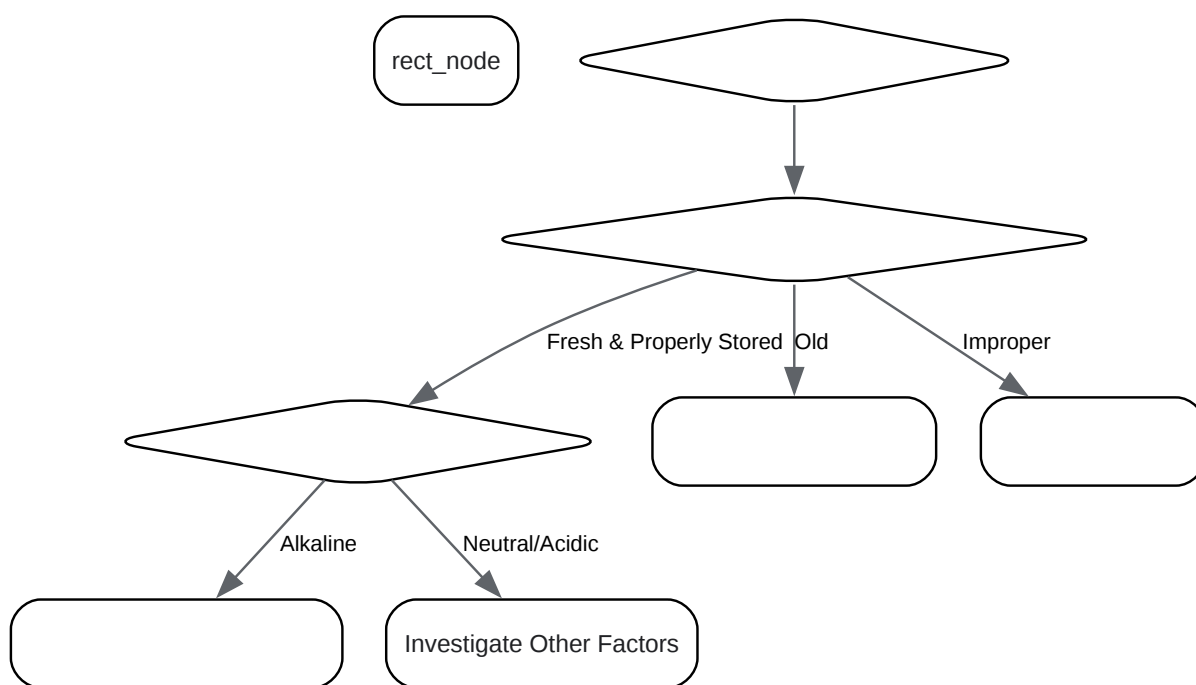 rect_node
Fresh & Properly Stored
Old
Improper
Alkaline
Neutral/Acidic
Investigate Other Factors